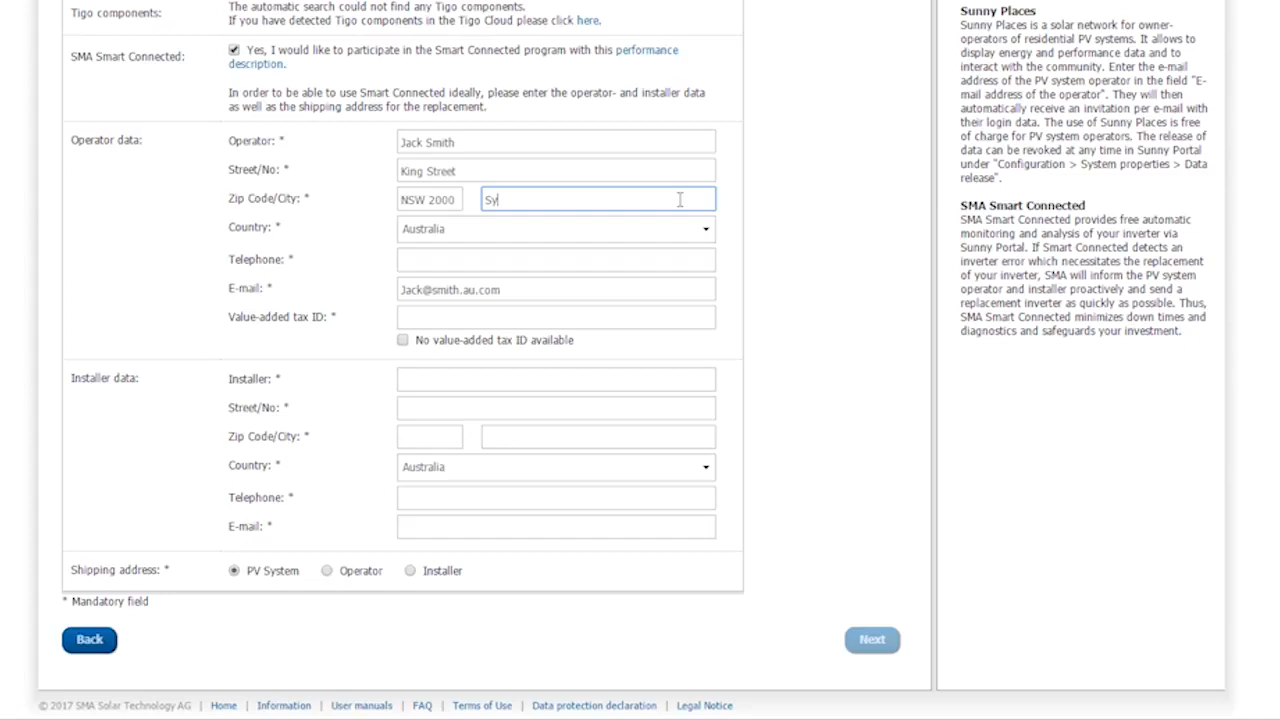 The automatic search could not find any Tigo components.
Tigo components:
If you have detected Tigo components in the Tigo Cloud please click here.
SMA Smart Connected:
Yes, I would like to participate in the Smart Connected program with this performance
description.
In order to be able to use Smart Connected ideally, please enter the operator- and installer data
as well as the shipping address for the replacement.
Operator data:
Operator: * Jack Smith
Street/No: * King Street
Zip Code/City: * NSW 2000 Sy
Country: * Australia
Telephone: *
E-mail: * Jack@smith.au.com
Value-added tax ID: *
No value-added tax ID available
Installer data:
Installer: *
Street/No: *
Zip Code/City: *
Country: * Australia
Telephone: *
E-mail: *
Shipping address: * PV System Operator Installer
* Mandatory field
Back Next
Sunny Places
Sunny Places is a solar network for owner-
operators of residential PV systems. It allows to
display energy and performance data and to
interact with the community. Enter the e-mail
address of the PV system operator in the field "E-
mail address of the operator". They will then
automatically receive an invitation per e-mail with
their login data. The use of Sunny Places is free
of charge for PV system operators. The release of
data can be revoked at any time in Sunny Portal
under "Configuration > System properties > Data
release".
SMA Smart Connected
SMA Smart Connected provides free automatic
monitoring and analysis of your inverter via
Sunny Portal. If Smart Connected detects an
inverter error which necessitates the replacement
of your inverter, SMA will inform the PV system
operator and installer proactively and send a
replacement inverter as quickly as possible. Thus,
SMA Smart Connected minimizes down times and
diagnostics and safeguards your investment.
© 2017 SMA Solar Technology AG | Home | Information | User manuals | FAQ | Terms of Use | Data protection declaration | Legal Notice